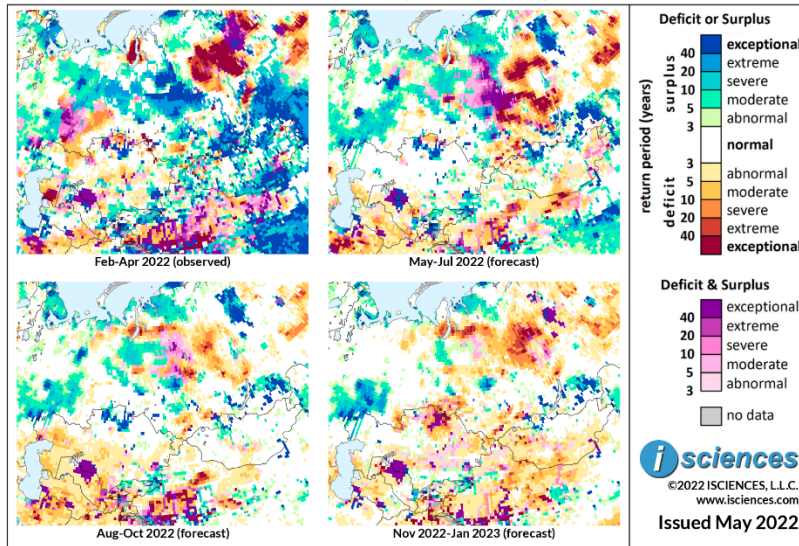 Feb-Apr 2022 (observed)
May-Jul 2022 (forecast)
Aug-Oct 2022 (forecast)
Nov 2022-Jan 2023 (forecast)
Deficit or Surplus
return period (years)
surplus
deficit
40
20
10
5
3
3
5
10
20
40
exceptional
extreme
severe
moderate
abnormal
normal
abnormal
moderate
severe
extreme
exceptional
Deficit & Surplus
40
20
10
5
3
exceptional
extreme
severe
moderate
abnormal
no data
i sciences
©2022 ISCIENCES, L.L.C.
www.isciences.com
Issued May 2022